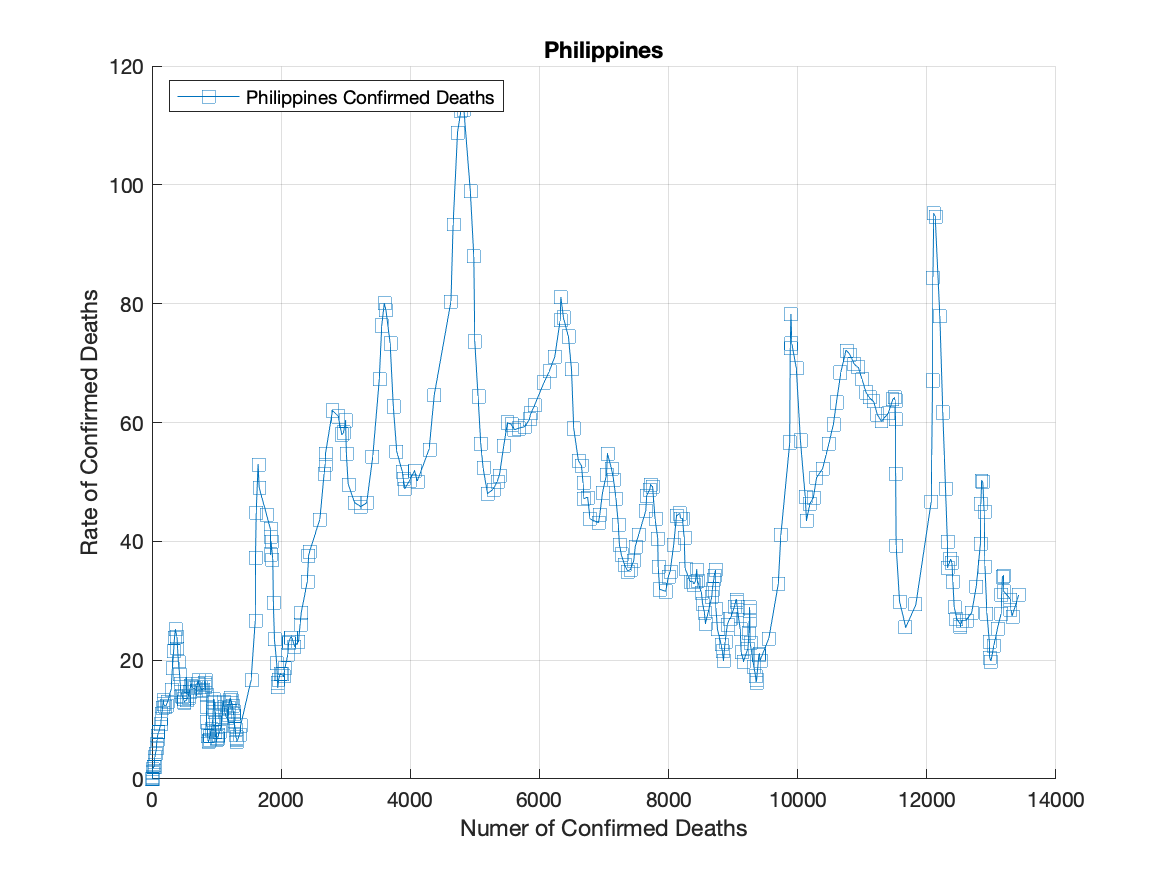 Philippines
Philippines Confirmed Deaths
120
100
80
60
40
20
0
Rate of Confirmed Deaths
0 2000 4000 6000 8000 10000 12000 14000
Numer of Confirmed Deaths